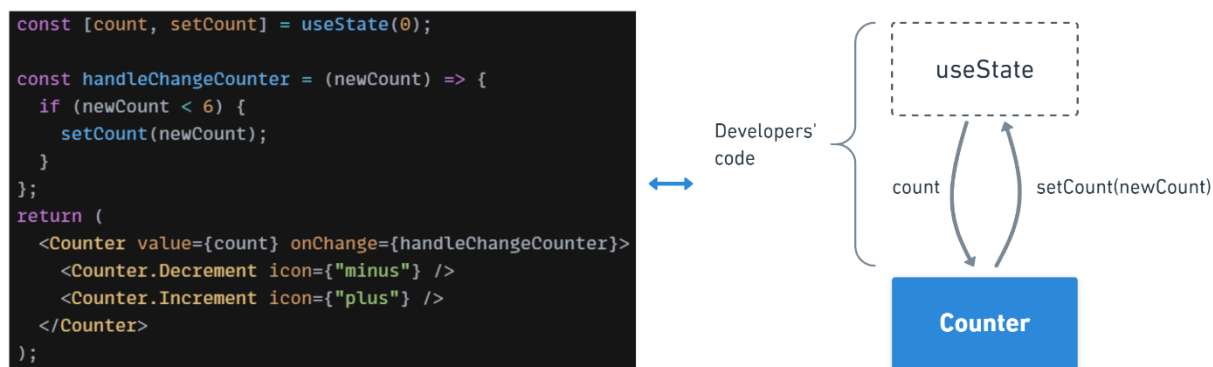 const [count, setCount] = useState(0);

const handleChangeCounter = (newCount) => {
  if (newCount < 6) {
    setCount(newCount);
  }
};
return (
  <Counter value={count} onChange={handleChangeCounter}>
    <Counter.Decrement icon={"minus"} />
    <Counter.Increment icon={"plus"} />
  </Counter>
);
useState
Developers'
code
count
setCount(newCount)
Counter